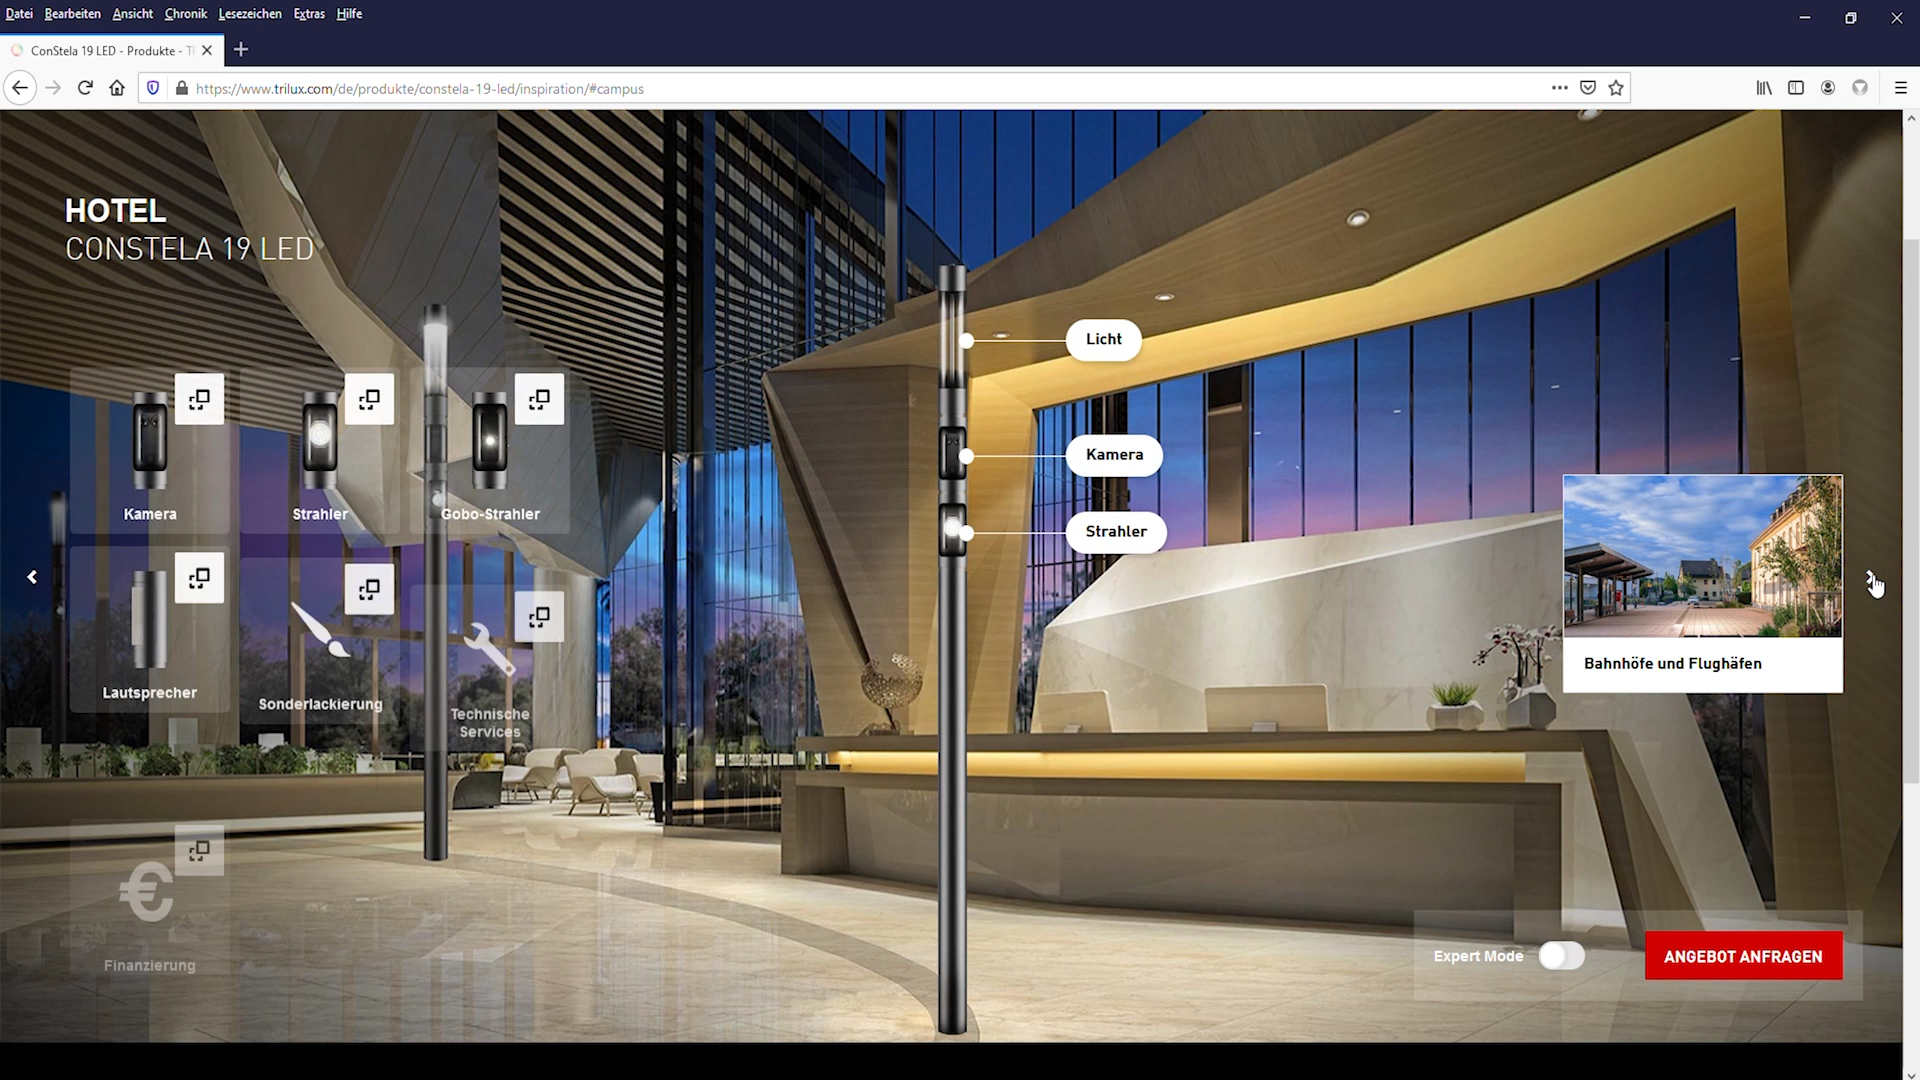 Datei Bearbeiten Ansicht Chronik Lesezeichen Extras Hilfe
ConStela 19 LED - Produkte -
https://www.trilux.com/de/produkte/constela-19-led/inspiration/#campus
HOTEL
CONSTELA 19 LED
Licht
Kamera
Strahler
Kamera
Strahler
Gobo-Strahler
Lautsprecher
Sonderlackierung
Technische
Services
Finanzierung
Bahnhöfe und Flughäfen
Expert Mode
ANGEBOT ANFRAGEN